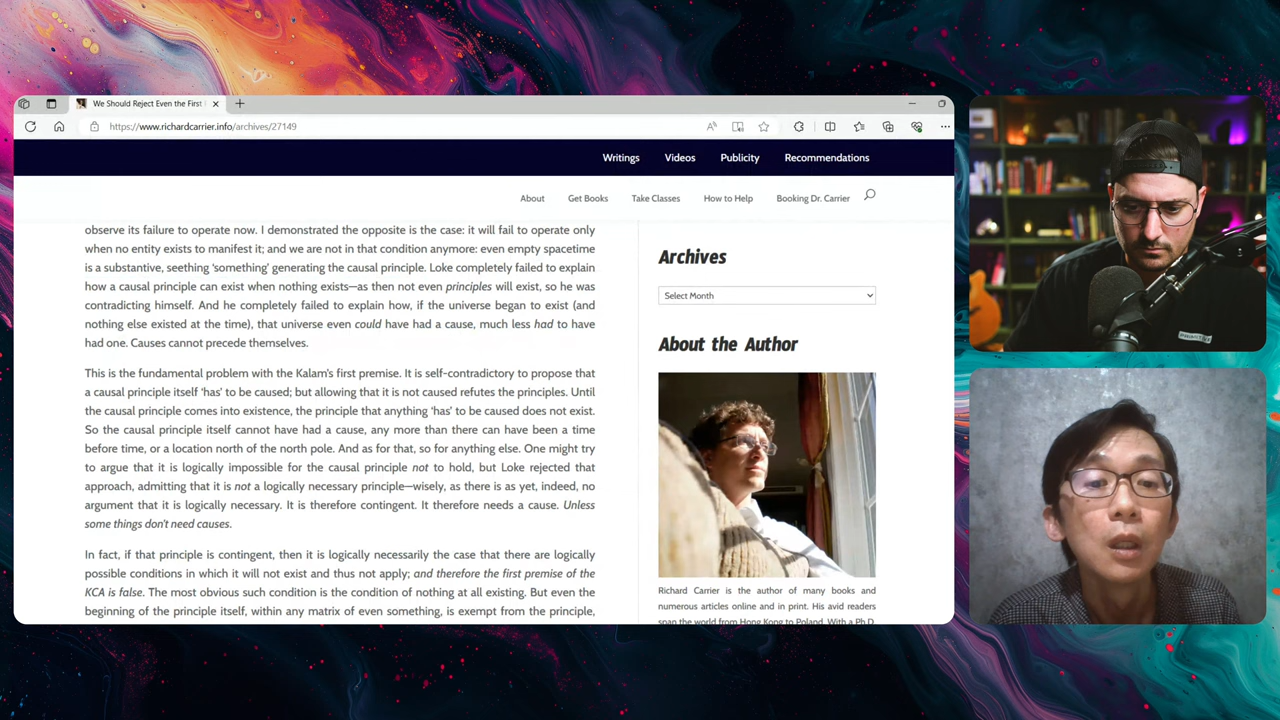 We Should Reject Even the First
https://www.richardcarrier.info/archives/27149
Writings
Videos
Publicity
Recommendations
About
Get Books
Take Classes
How to Help
Booking Dr. Carrier
observe its failure to operate now. I demonstrated the opposite is the case: it will fail to operate only
when no entity exists to manifest it; and we are not in that condition anymore: even empty spacetime
is a substantive, seething 'something' generating the causal principle. Loke completely failed to explain
how a causal principle can exist when nothing exists—as then not even principles will exist, so he was
contradicting himself. And he completely failed to explain how, if the universe began to exist (and
nothing else existed at the time), that universe even could have had a cause, much less had to have
had one. Causes cannot precede themselves.
This is the fundamental problem with the Kalam's first premise. It is self-contradictory to propose that
a causal principle itself 'has' to be caused; but allowing that it is not caused refutes the principles. Until
the causal principle comes into existence, the principle that anything 'has' to be caused does not exist.
So the causal principle itself cannot have had a cause, any more than there can have been a time
before time, or a location north of the north pole. And as for that, so for anything else. One might try
to argue that it is logically impossible for the causal principle not to hold, but Loke rejected that
approach, admitting that it is not a logically necessary principle—wisely, as there is as yet, indeed, no
argument that it is logically necessary. It is therefore contingent. It therefore needs a cause. Unless
some things don't need causes.
In fact, if that principle is contingent, then it is logically necessarily the case that there are logically
possible conditions in which it will not exist and thus not apply; and therefore the first premise of the
KCA is false. The most obvious such condition is the condition of nothing at all existing. But even the
beginning of the principle itself, within any matrix of even something, is exempt from the principle,
Archives
Select Month
About the Author
Richard Carrier is the author of many books and
numerous articles online and in print. His avid readers
span the world from Hong Kong to Poland. With a Ph.D.